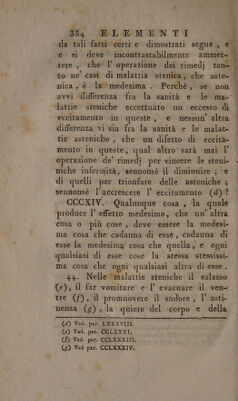 354 ELEMENTI
da tali fatti certi e dimostrati segue , e
e si deve incontrastabilmente ammet-
tere , che l' operazione dei rimedj tan-
to ne' casi di malattia stenica, che aste-
nica , è la medesima . Perchè , se non
avvi differenza fra la sanità e le ma-
lattie steniche eccettuato un eccesso di
eccitamento in queste , e nessun' altra
differenza vi sia fra la sanità e le malat-
tie asteniche , che un difetto di eccita-
mento in queste, qual altro sarà mai l'
operazione de' rimedj per vincere le steni-
niche infermità, sennonsè il diminuire ; e
di quelli per trionfare delle asteniche ;
sennonsè l'accrescere l' eccitamento (d)?
CCCXIV. Qualunque cosa , la quale
produce l' effetto medesimo, che un' altra
cosa o più cose , deve essere la medesi-
ma cosa che cadauna di esse , cadauna di
esse la medesima cosa che quella , e ogni
qualsiasi di esse cose la stessa stessissi-
ma cosa che ogni qualsiasi altra di esse .
44. Nelle malattie steniche il salasso
(e), il far vomitare e l' evacuare il ven-
tre (f), il promuovere il sudore , l' asti-
nenza (g) , la quiete del corpo e della
(d) Ved. par. LXXXVIII.
(e) Ved. par. CCLXXXI.
(f) Ved. par. CCLXXXIII.
(g) Ved par. CCLXXXIV.